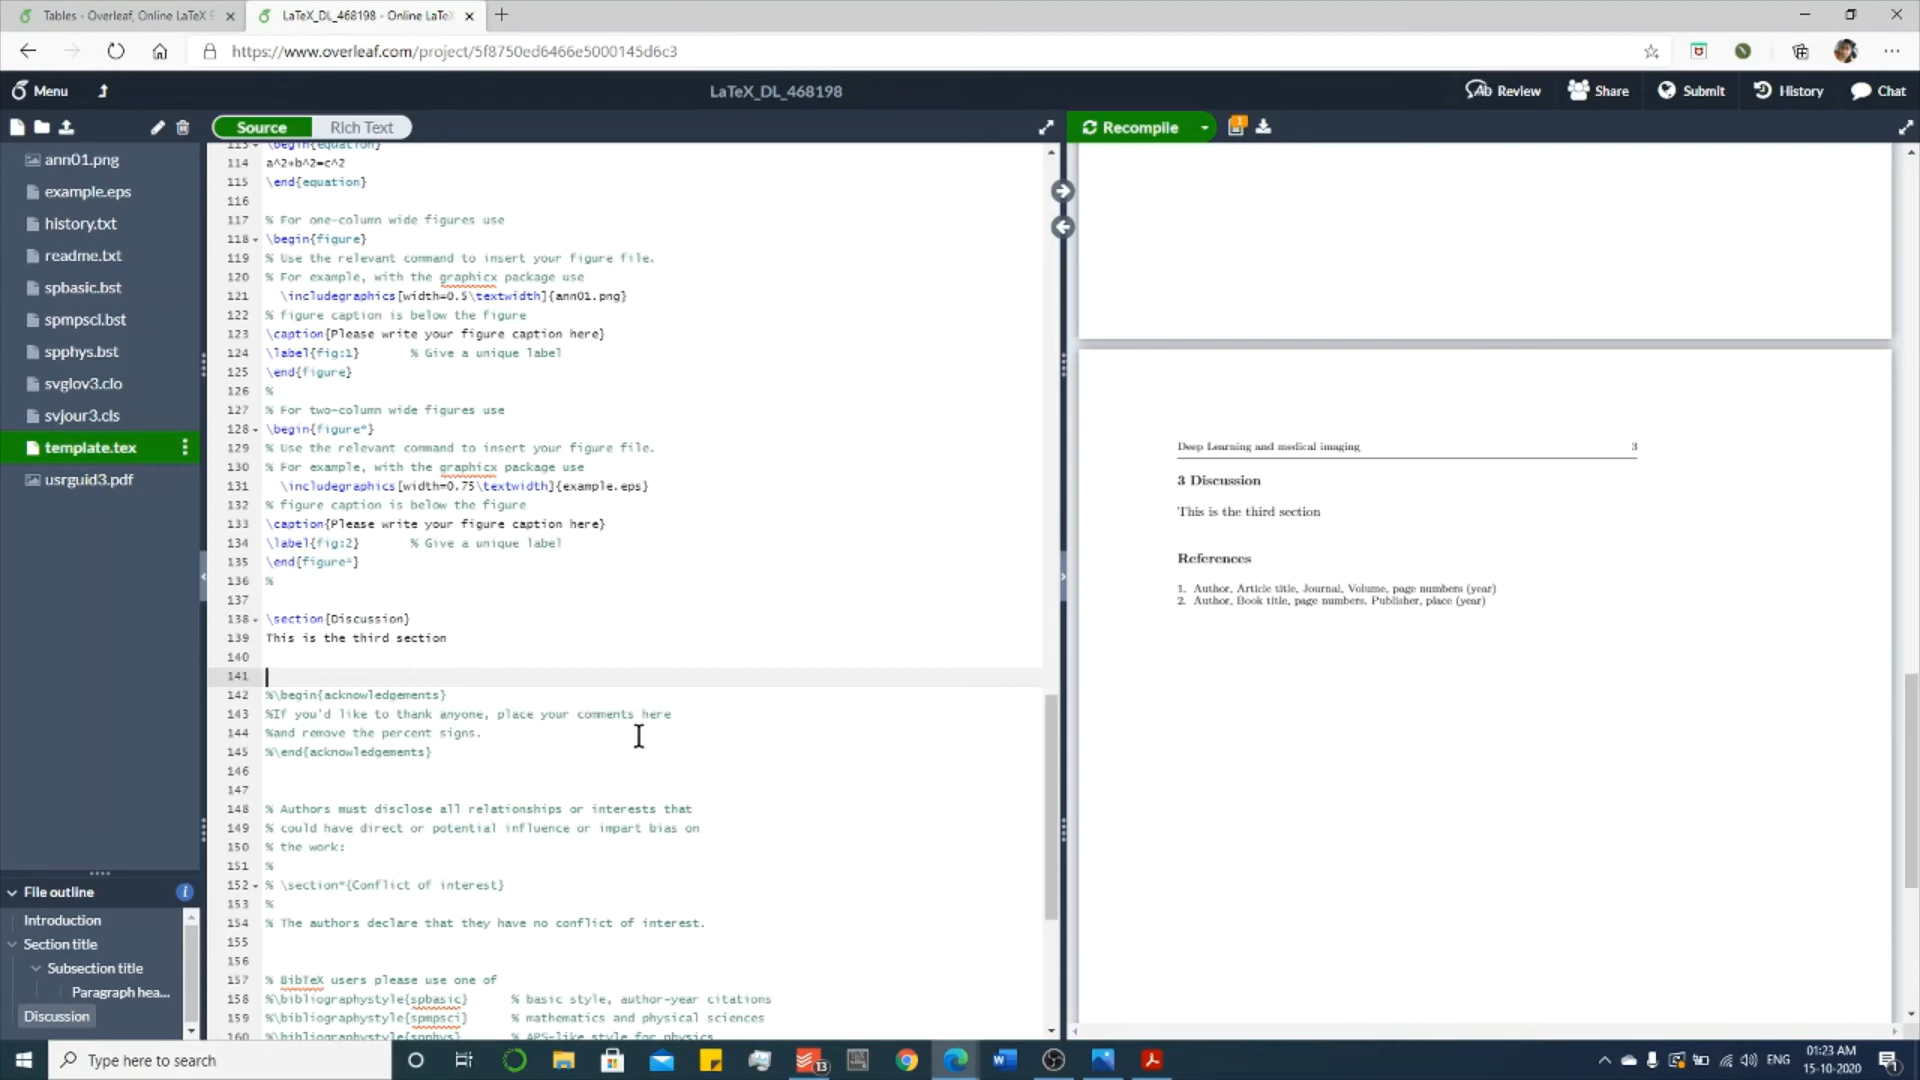 Tables - Overleaf, Online LaTeX E
LaTeX_DL_468198 - Online LaTeX
https://www.overleaf.com/project/5f8750ed6466e5000145d6c3
Menu
LaTeX_DL_468198
Review
Share
Submit
History
Chat
Source
Rich Text
Recompile
1
ann01.png
example.eps
history.txt
readme.txt
spbasic.bst
spmpsci.bst
spphys.bst
svglov3.clo
svjour3.cls
template.tex
usrguid3.pdf
File outline
Introduction
Section title
Subsection title
Paragraph hea...
Discussion
113 \begin{equation}
114 a^2+b^2=c^2
115 \end{equation}
116
117 % For one-column wide figures use
118 \begin{figure}
119 % Use the relevant command to insert your figure file.
120 % For example, with the graphicx package use
121 \includegraphics[width=0.5\textwidth]{ann01.png}
122 % figure caption is below the figure
123 \caption{Please write your figure caption here}
124 \label{fig:1} % Give a unique label
125 \end{figure}
126 %
127 % For two-column wide figures use
128 \begin{figure*}
129 % Use the relevant command to insert your figure file.
130 % For example, with the graphicx package use
131 \includegraphics[width=0.75\textwidth]{example.eps}
132 % figure caption is below the figure
133 \caption{Please write your figure caption here}
134 \label{fig:2} % Give a unique label
135 \end{figure*}
136 %
137
138 \section{Discussion}
139 This is the third section
140
141
142 %\begin{acknowledgements}
143 %If you'd like to thank anyone, place your comments here
144 %and remove the percent signs.
145 %\end{acknowledgements}
146
147
148 % Authors must disclose all relationships or interests that
149 % could have direct or potential influence or impart bias on
150 % the work:
151 %
152 % \section*{Conflict of interest}
153 %
154 % The authors declare that they have no conflict of interest.
155
156
157 % BibTeX users please use one of
158 %\bibliographystyle{spbasic} % basic style, author-year citations
159 %\bibliographystyle{spmpsci} % mathematics and physical sciences
160 %\bibliographystyle{spphys} % APS-like style for physics
Deep Learning and medical imaging 3
3 Discussion
This is the third section
References
1. Author, Article title, Journal, Volume, page numbers (year)
2. Author, Book title, page numbers. Publisher, place (year)
Type here to search
13
ENG
01:23 AM
15-10-2020
1